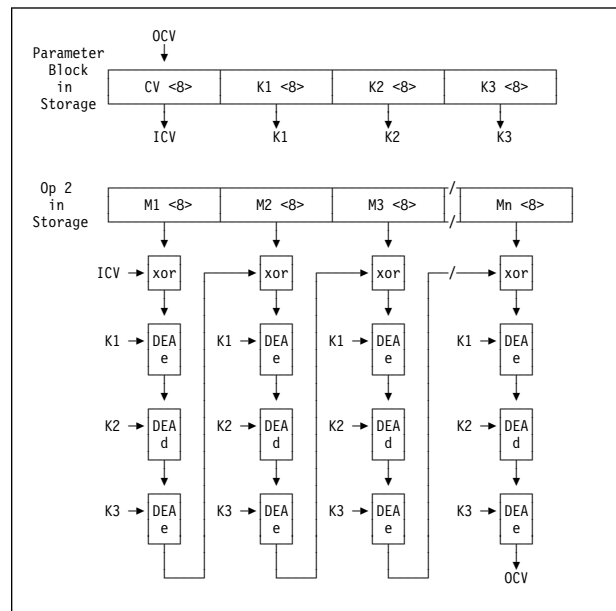 OCV
Parameter
Block
in
Storage
CV <8> K1 <8> K2 <8> K3 <8>
ICV K1 K2 K3
Op 2
in
Storage
M1 <8> M2 <8> M3 <8> / Mn <8>
/
ICV xor xor xor / xor
K1 DEA K1 DEA K1 DEA K1 DEA
e e e e
K2 DEA K2 DEA K2 DEA K2 DEA
d d d d
K3 DEA K3 DEA K3 DEA K3 DEA
e e e e
OCV